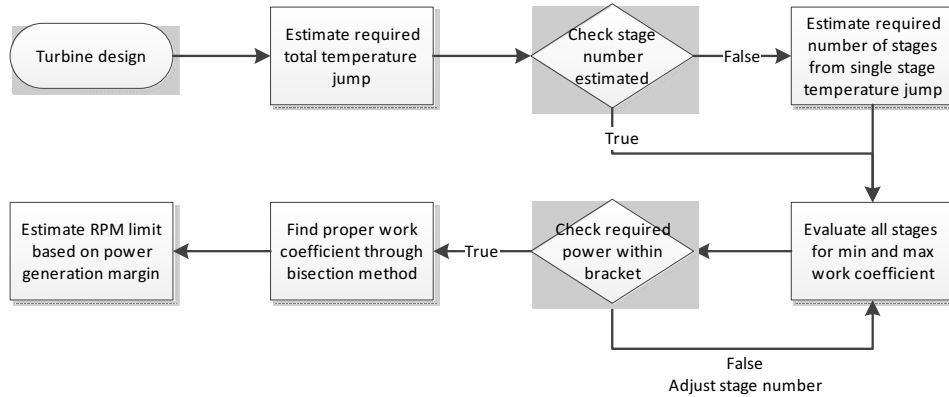 Turbine design
Estimate required
total temperature
jump
Check stage
number
estimated
False
Estimate required
number of stages
from single stage
temperature jump
True
Evaluate all stages
for min and max
work coefficient
Check required
power within
bracket
True
Find proper work
coefficient through
bisection method
Estimate RPM limit
based on power
generation margin
False
Adjust stage number